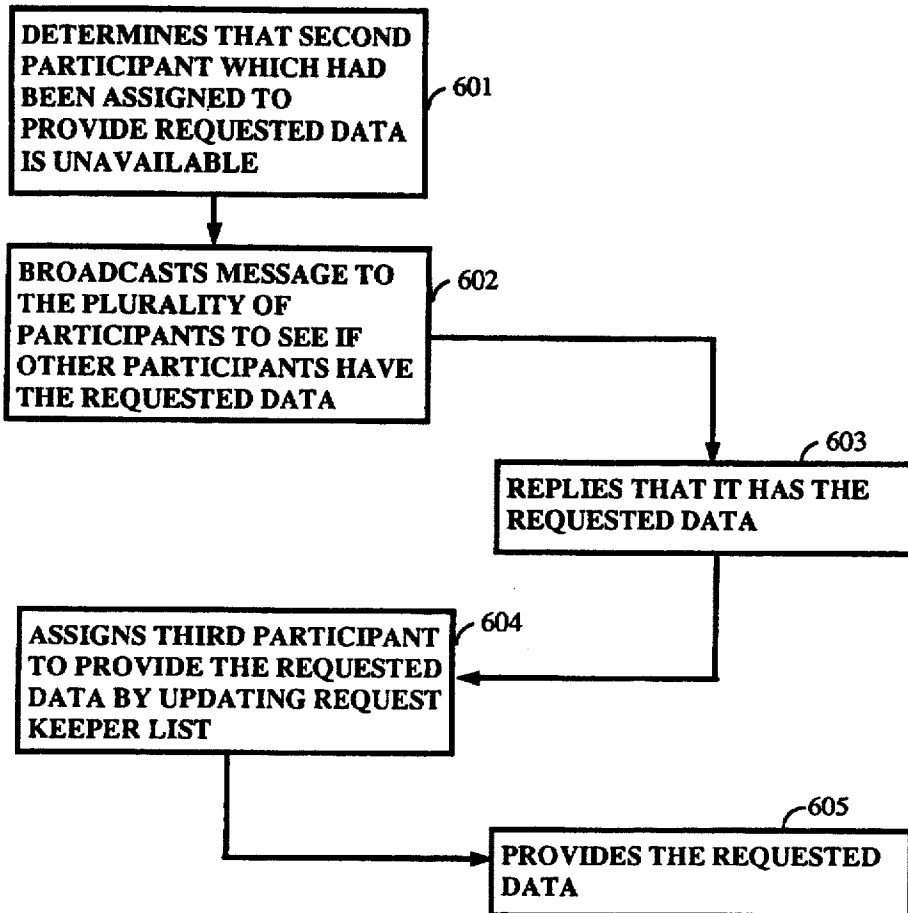 DETERMINES THAT SECOND
PARTICIPANT WHICH HAD
BEEN ASSIGNED TO
PROVIDE REQUESTED DATA
IS UNAVAILABLE
601
BROADCASTS MESSAGE TO
THE PLURALITY OF
PARTICIPANTS TO SEE IF
OTHER PARTICIPANTS HAVE
THE REQUESTED DATA
602
603
REPLIES THAT IT HAS THE
REQUESTED DATA
604
ASSIGNS THIRD PARTICIPANT
TO PROVIDE THE REQUESTED
DATA BY UPDATING REQUEST
KEEPER LIST
605
PROVIDES THE REQUESTED
DATA